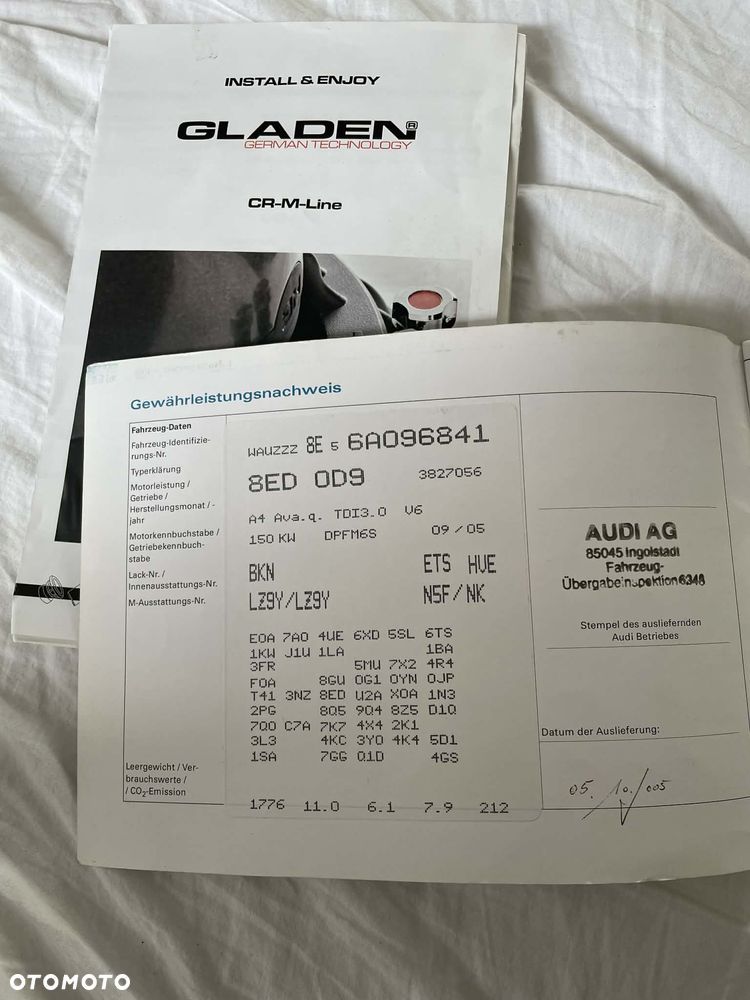 INSTALL & ENJOY
GLADEN®
GERMAN TECHNOLOGY
CR-M-Line
Gewährleistungsnachweis
Fahrzeug-Daten
Fahrzeug-Identifizie-
rungs-Nr.
WAUZZZ 8E 5 6A096841
Typerklärung
8ED 0D9 3827056
Motorleistung /
Getriebe /
Herstellungsmonat / -
jahr
A4 Ava.q. TDI3.0 V6
150 KW DPFM6S 09/05
Motorkennbuchstabe /
Getriebekennbuch-
stabe
BKN ETS HUE
Lack-Nr. /
Innenausstattungs-Nr.
LZ9Y/LZ9Y N5F/NK
M-Ausstattungs-Nr.
E0A 7A0 4UE 6XD 5SL 6TS
1KW J1U 1LA 1BA
3FR 5MU 7X2 4R4
F0A 8GU 0G1 0YN 0JP
T41 3NZ 8ED U2A X0A 1N3
2PG 8Q5 9Q4 8Z5 D1Q
7Q0 C7A 7K7 4X4 2K1
3L3 4KC 3Y0 4K4 5D1
1SA 7GG Q1D 4GS
Leergewicht / Ver-
brauchswerte /
/ CO2-Emission
1776 11.0 6.1 7.9 212
AUDI AG
85045 Ingolstadt
Fahrzeug-
Übergabeinspektion 6348
Stempel des ausliefernden
Audi Betriebes
Datum der Auslieferung:
05. 10. 005
OTOMOTO